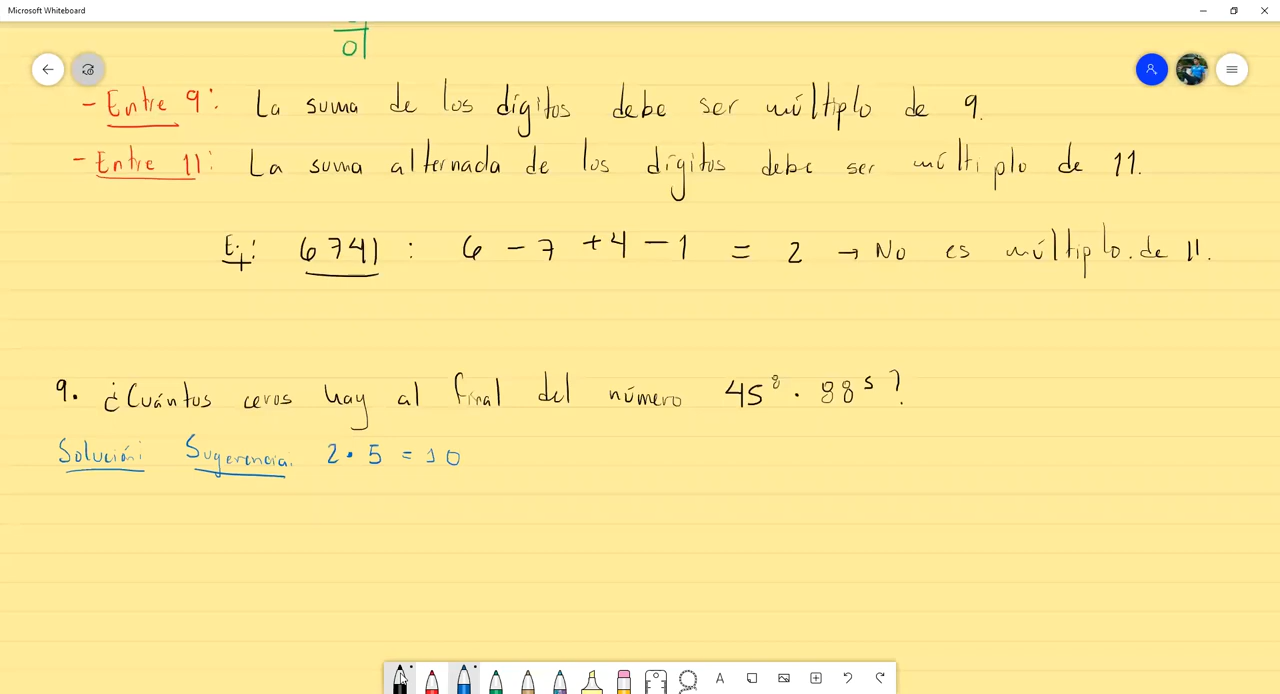 Microsoft Whiteboard
01
- Entre 9: La suma de los dígitos debe ser múltiplo de 9.
- Entre 11: La suma alternada de los dígitos debe ser múltiplo de 11.
Ej: 6741 : 6 - 7 + 4 - 1 = 2 → No es múltiplo de 11.
9. ¿Cuántos ceros hay al final del número 45⁸ · 88⁵?
Solución: Sugerencia: 2 · 5 = 10
A